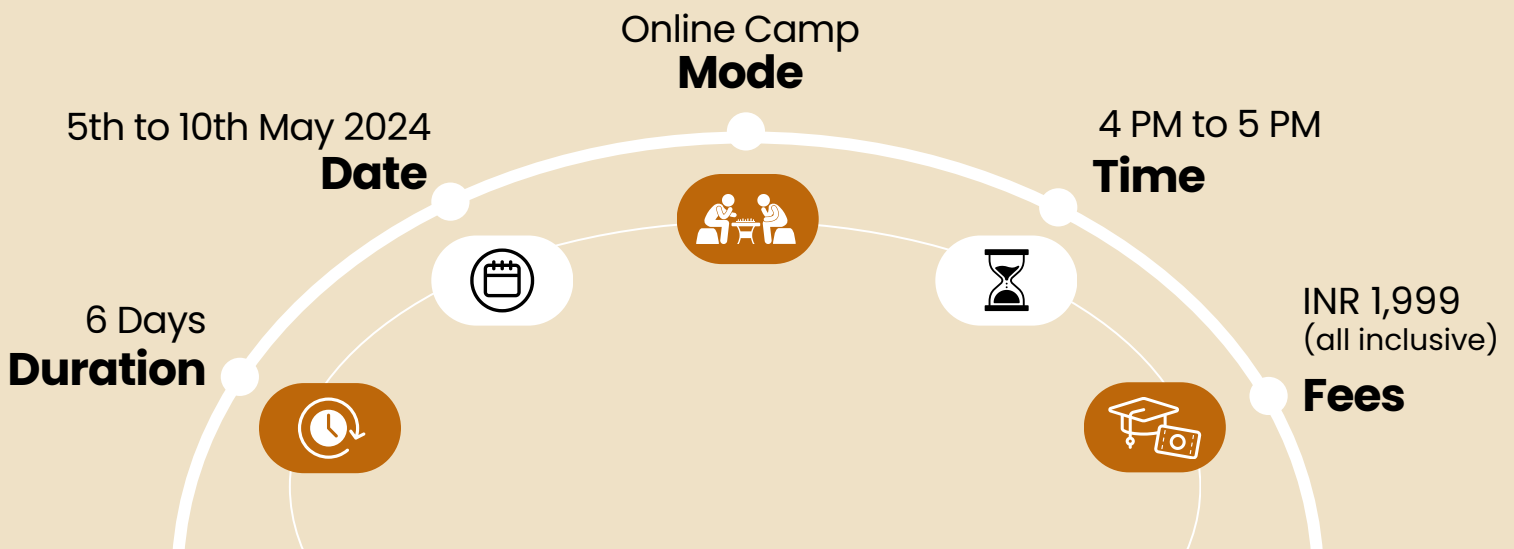 Online Camp
Mode
5th to 10th May 2024
Date
4 PM to 5 PM
Time
6 Days
Duration
INR 1,999
(all inclusive)
Fees